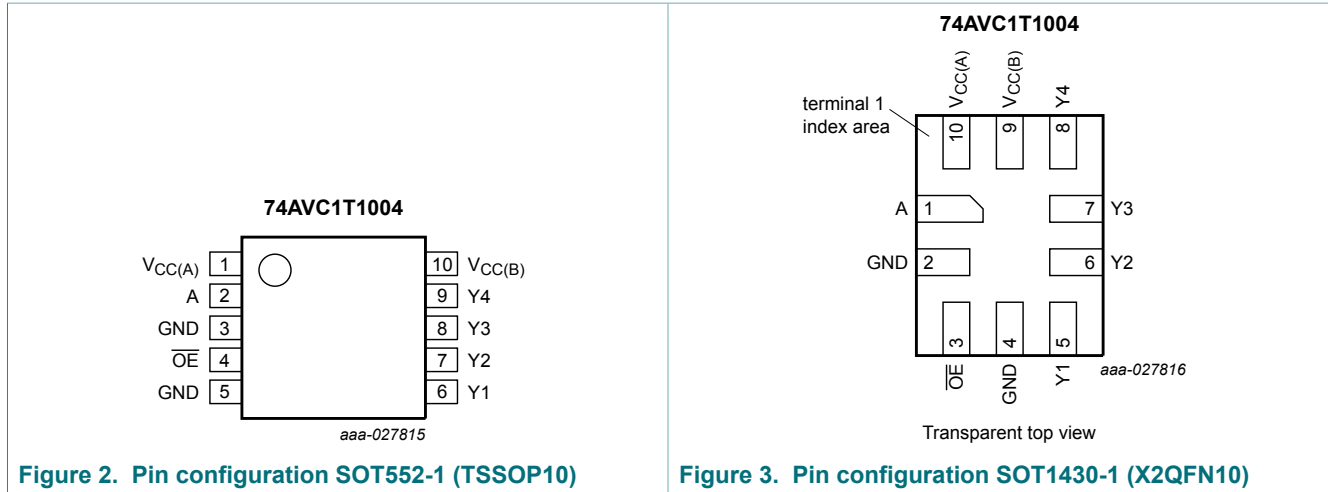 74AVC1T1004
VCC(A) 1
10 VCC(B)
A 2
9 Y4
GND 3
8 Y3
OE 4
7 Y2
GND 5
6 Y1
aaa-027815
Figure 2. Pin configuration SOT552-1 (TSSOP10)
74AVC1T1004
terminal 1
index area
VCC(A)
VCC(B)
Y4
10
9
8
A 1
7 Y3
GND 2
6 Y2
3
4
5
OE
GND
Y1
aaa-027816
Transparent top view
Figure 3. Pin configuration SOT1430-1 (X2QFN10)